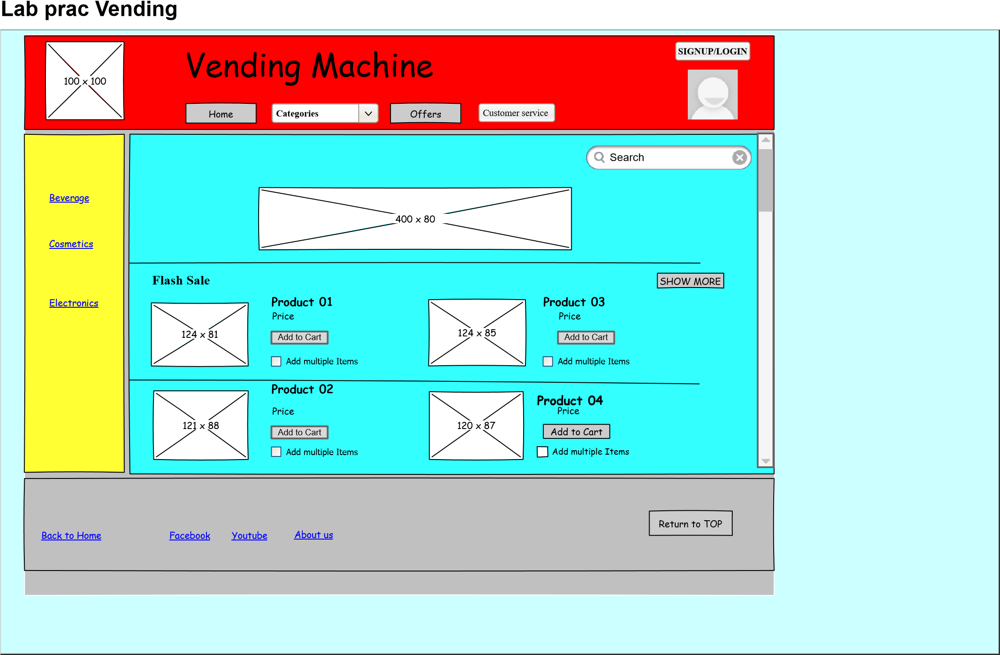 Lab prac Vending
SIGNUP/LOGIN
Vending Machine
100 x 100
Home
Categories
Offers
Customer service
Search
Beverage
400 x 80
Cosmetics
Flash Sale
SHOW MORE
Electronics
Product 01
Product 03
Price
Price
124 x 81
124 x 85
Add to Cart
Add to Cart
Add multiple Items
Add multiple Items
Product 02
Product 04
Price
Price
121 x 88
120 x 87
Add to Cart
Add to Cart
Add multiple Items
Add multiple Items
Return to TOP
Back to Home
Facebook
Youtube
About us